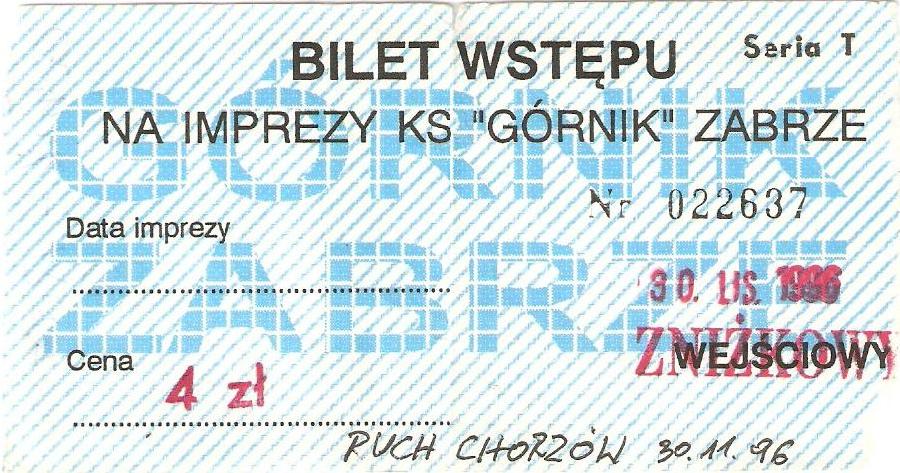 BILET WSTĘPU
Seria T
NA IMPREZY KS "GÓRNIK" ZABRZE
GÓRNIK
Nr 022637
Data imprezy
ZABRZE
30. LIS. 1996
ZNIŻKOWY
WEJŚCIOWY
Cena
4 zł
RUCH CHORZÓW 30.11.96